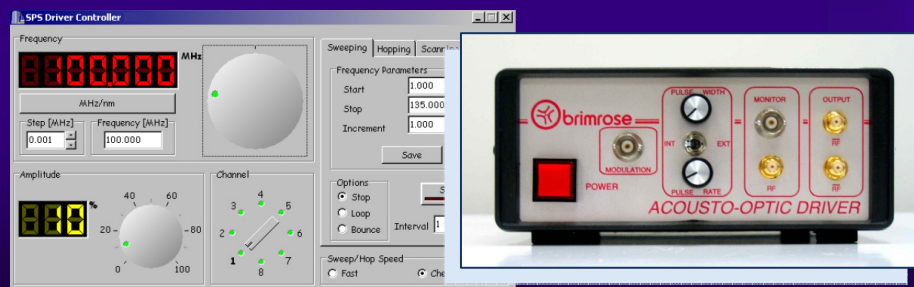 SPS Driver Controller
Frequency
100.000
MHz
MHz/nm
Step [MHz]
0.001
Frequency [MHz]
100.000
Amplitude
10
%
0
20
40
60
80
100
Channel
1
2
3
4
5
6
7
8
Sweeping
Hopping
Frequency Parameters
Start
1.000
Stop
135.000
Increment
1.000
Save
Options
Stop
Loop
Bounce
Interval
1
Sweep/Hop Speed
Fast
brimrose
POWER
MODULATION
PULSE WIDTH
INT
EXT
PULSE RATE
MONITOR
RF
OUTPUT
RF
RF
ACOUSTO-OPTIC DRIVER